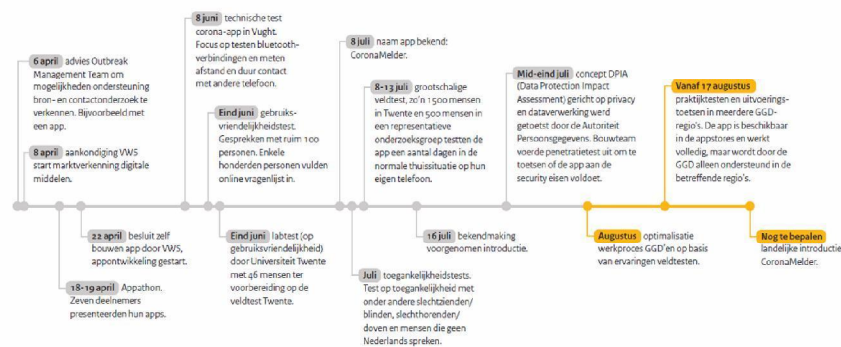 6 april advies Outbreak
Management Team om
mogelijkheden ondersteuning
bron- en contactonderzoek te
verkennen. Bijvoorbeeld met
een app.
8 april aankondiging VWS
start marktverkenning digitale
middelen.
18-19 april Appathon.
Zeven deelnemers
presenteerden hun apps.
22 april besluit zelf
bouwen app door VWS,
appontwikkeling gestart.
8 juni technische test
corona-app in Vught.
Focus op testen bluetooth-
verbindingen en meten
afstand en duur contact
met andere telefoon.
Eind juni gebruiks-
vriendelijkheidstest.
Gesprekken met ruim 100
personen. Enkele
honderden personen vulden
online vragenlijst in.
Eind juni labtest (op
gebruiksvriendelijkheid)
door Universiteit Twente
met 46 mensen ter
voorbereiding op de
veldtest Twente.
8 juli naam app bekend:
CoronaMelder.
Juli toegankelijkheidstests.
Test op toegankelijkheid met
onder andere slechtzienden/
blinden, slechthorenden/
doven en mensen die geen
Nederlands spreken.
8-13 juli grootschalige
veldtest, zo'n 1500 mensen
in Twente en 500 mensen in
een representatieve
onderzoeksgroep testten de
app een aantal dagen in de
normale thuissituatie op hun
eigen telefoon.
16 juli bekendmaking
voorgenomen introductie.
Mid-eind juli concept DPIA
(Data Protection Impact
Assessment) gericht op privacy
en dataverwerking werd
getoetst door de Autoriteit
Persoonsgegevens. Bouwteam
voerde penetratietest uit om te
toetsen of de app aan de
security eisen voldoet.
Augustus optimalisatie
werkproces GGD'en op basis
van ervaringen veldtesten.
Vanaf 17 augustus
praktijktesten en uitvoerings-
toetsen in meerdere GGD-
regio's. De app is beschikbaar
in de appstores en werkt
volledig, maar wordt door de
GGD alleen ondersteund in de
betreffende regio's.
Nog te bepalen
landelijke introductie
CoronaMelder.